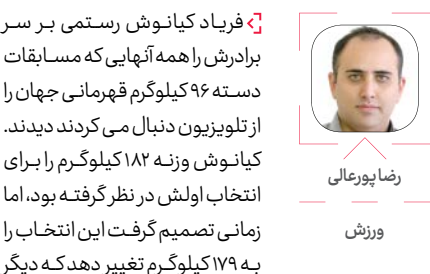 رضا پورعالی
ورزش
فریاد کیانوش رستمی بر سر
برادرش را همه آنهایی که مسابقات
دسته ۹۶ کیلوگرم قهرمانی جهان را
از تلویزیون دنبال می کردند دیدند.
کیانوش وزنه ۱۸۲ کیلوگرم را برای
انتخاب اولش در نظر گرفته بود، اما
زمانی تصمیم گرفت این انتخاب را
به ۱۷۹ کیلوگرم تغییر دهد که دیگر